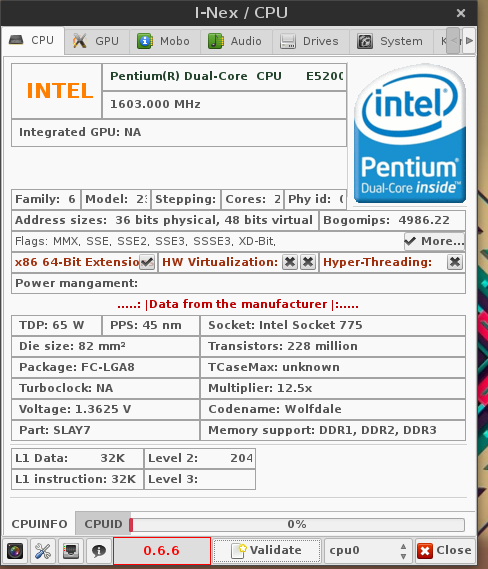 I-Nex / CPU
CPU GPU Mobo Audio Drives System
INTEL
Pentium(R) Dual-Core CPU E5200
1603.000 MHz
Integrated GPU: NA
intel
Pentium
Dual-Core inside™
Family: 6 Model: 2 Stepping: Cores: 2 Phy id:
Address sizes: 36 bits physical, 48 bits virtual Bogomips: 4986.22
Flags: MMX, SSE, SSE2, SSE3, SSSE3, XD-Bit, More...
x86 64-Bit Extensio HW Virtualization: Hyper-Threading:
Power mangament:
.....: |Data from the manufacturer |:.....
TDP: 65 W PPS: 45 nm Socket: Intel Socket 775
Die size: 82 mm² Transistors: 228 million
Package: FC-LGA8 TCaseMax: unknown
Turboclock: NA Multiplier: 12.5x
Voltage: 1.3625 V Codename: Wolfdale
Part: SLAY7 Memory support: DDR1, DDR2, DDR3
L1 Data: 32K Level 2: 204
L1 instruction: 32K Level 3:
CPUINFO CPUID 0%
0.6.6 Validate cpu0 Close